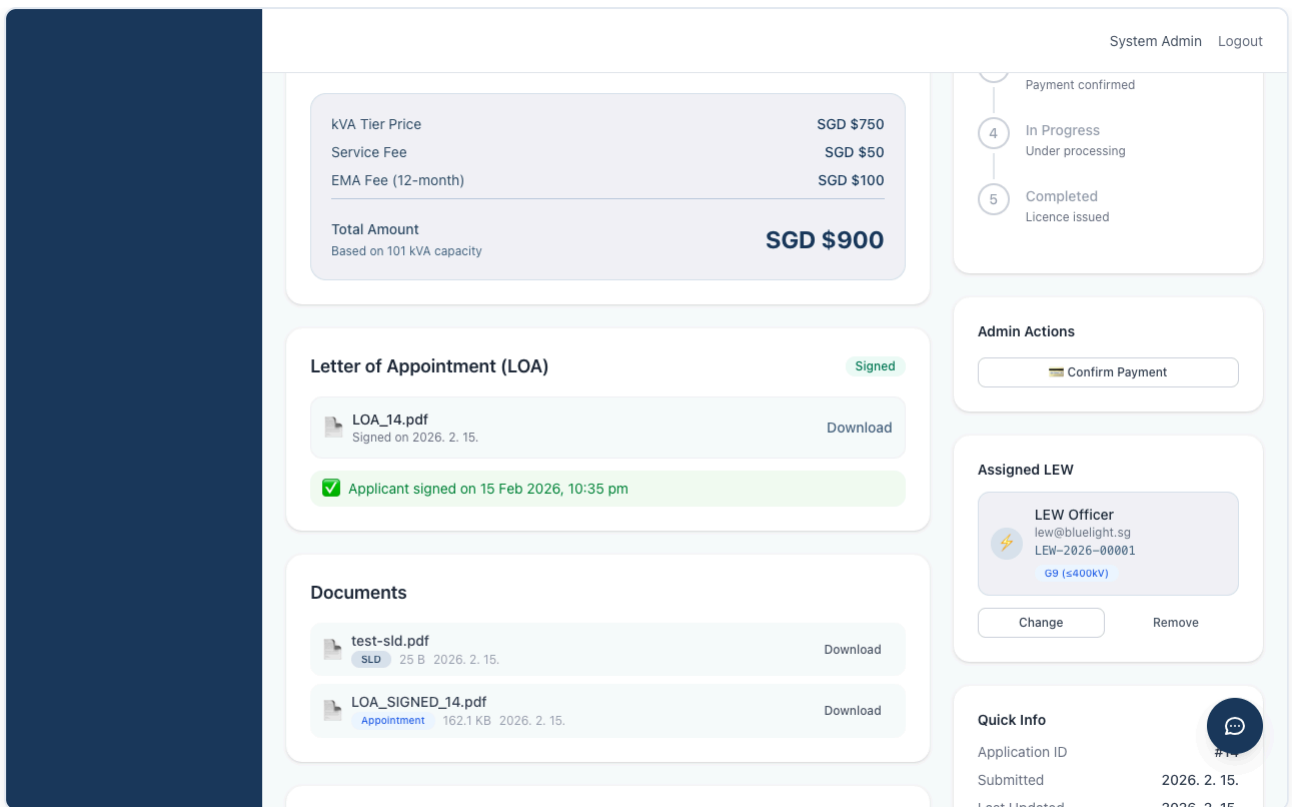 System Admin Logout
kVA Tier Price SGD $750
Service Fee SGD $50
EMA Fee (12-month) SGD $100
Total Amount
Based on 101 kVA capacity
SGD $900
Letter of Appointment (LOA) Signed
LOA_14.pdf
Signed on 2026. 2. 15.
Download
Applicant signed on 15 Feb 2026, 10:35 pm
Documents
test-sld.pdf
SLD 25 B 2026. 2. 15.
Download
LOA_SIGNED_14.pdf
Appointment 162.1 KB 2026. 2. 15.
Download
Payment confirmed
4 In Progress
Under processing
5 Completed
Licence issued
Admin Actions
Confirm Payment
Assigned LEW
LEW Officer
lew@bluelight.sg
LEW-2026-00001
G9 (≤400kV)
Change Remove
Quick Info
Application ID
Submitted 2026. 2. 15.
Last Updated 2026. 2. 15.